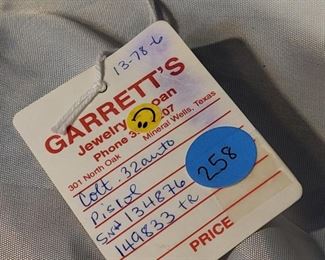 13-78-6
GARRETT'S
Jewelry
Phone
301 North Oak Mineral Wells, Texas
Colt .32 auto
Pistol
258
Sn# 134876
149833 te
PRICE